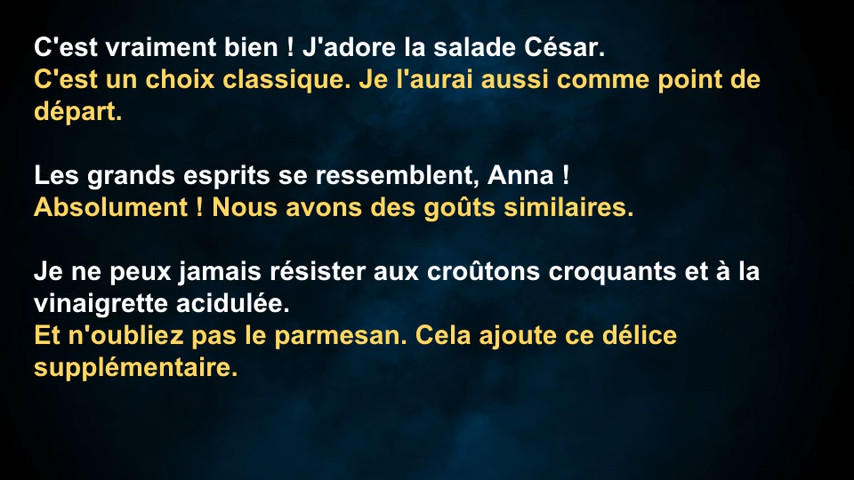 C'est vraiment bien ! J'adore la salade César.
C'est un choix classique. Je l'aurai aussi comme point de
départ.
Les grands esprits se ressemblent, Anna !
Absolument ! Nous avons des goûts similaires.
Je ne peux jamais résister aux croûtons croquants et à la
vinaigrette acidulée.
Et n'oubliez pas le parmesan. Cela ajoute ce délice
supplémentaire.